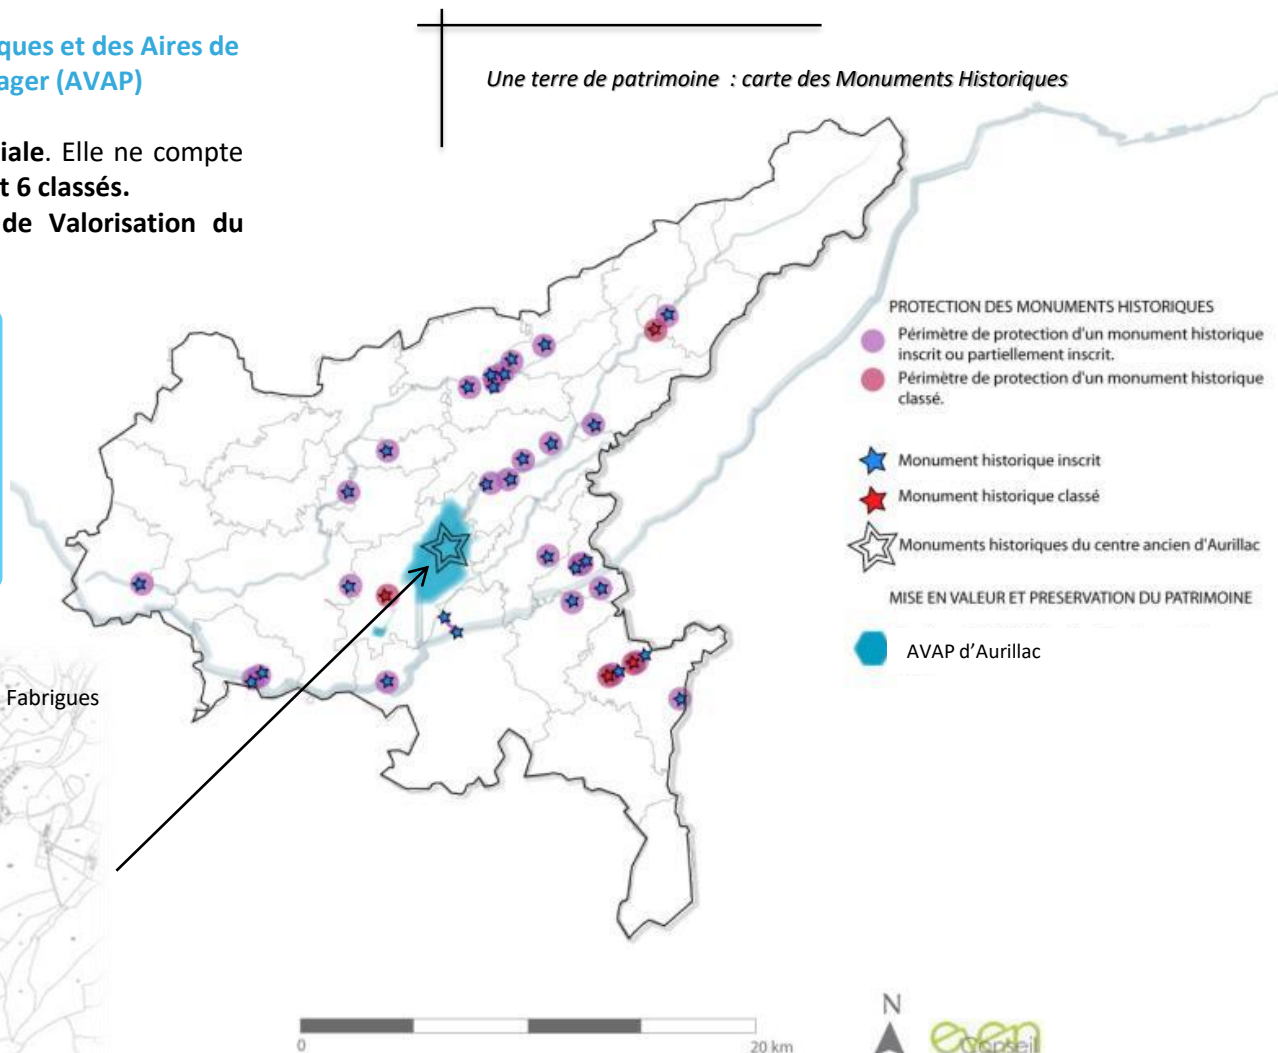 ques et des Aires de
ager (AVAP)
iale. Elle ne compte
t 6 classés.
de Valorisation du
Une terre de patrimoine : carte des Monuments Historiques
PROTECTION DES MONUMENTS HISTORIQUES
Périmètre de protection d'un monument historique
inscrit ou partiellement inscrit.
Périmètre de protection d'un monument historique
classé.
Monument historique inscrit
Monument historique classé
Monuments historiques du centre ancien d'Aurillac
MISE EN VALEUR ET PRESERVATION DU PATRIMOINE
AVAP d'Aurillac
Fabrigues
0
20 km
N
even
Conseil